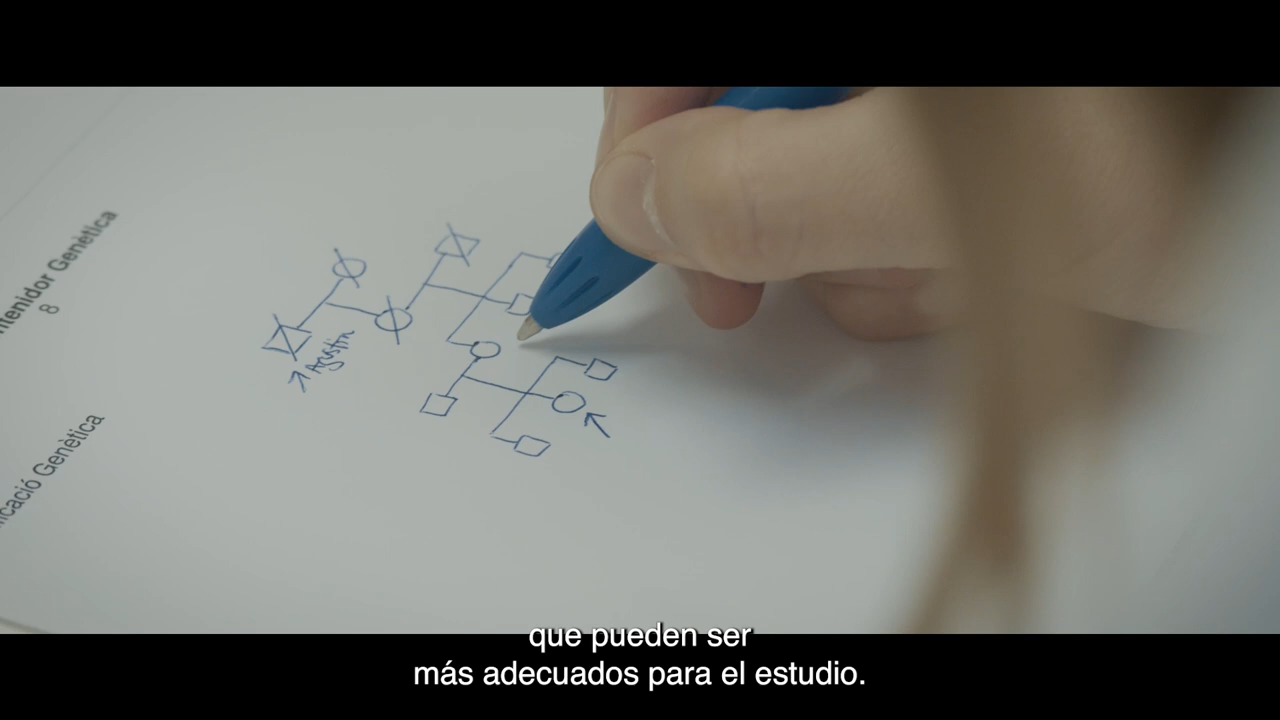 ntenidor Genètica
8
Agustín
icació Genètica
que pueden ser
más adecuados para el estudio.